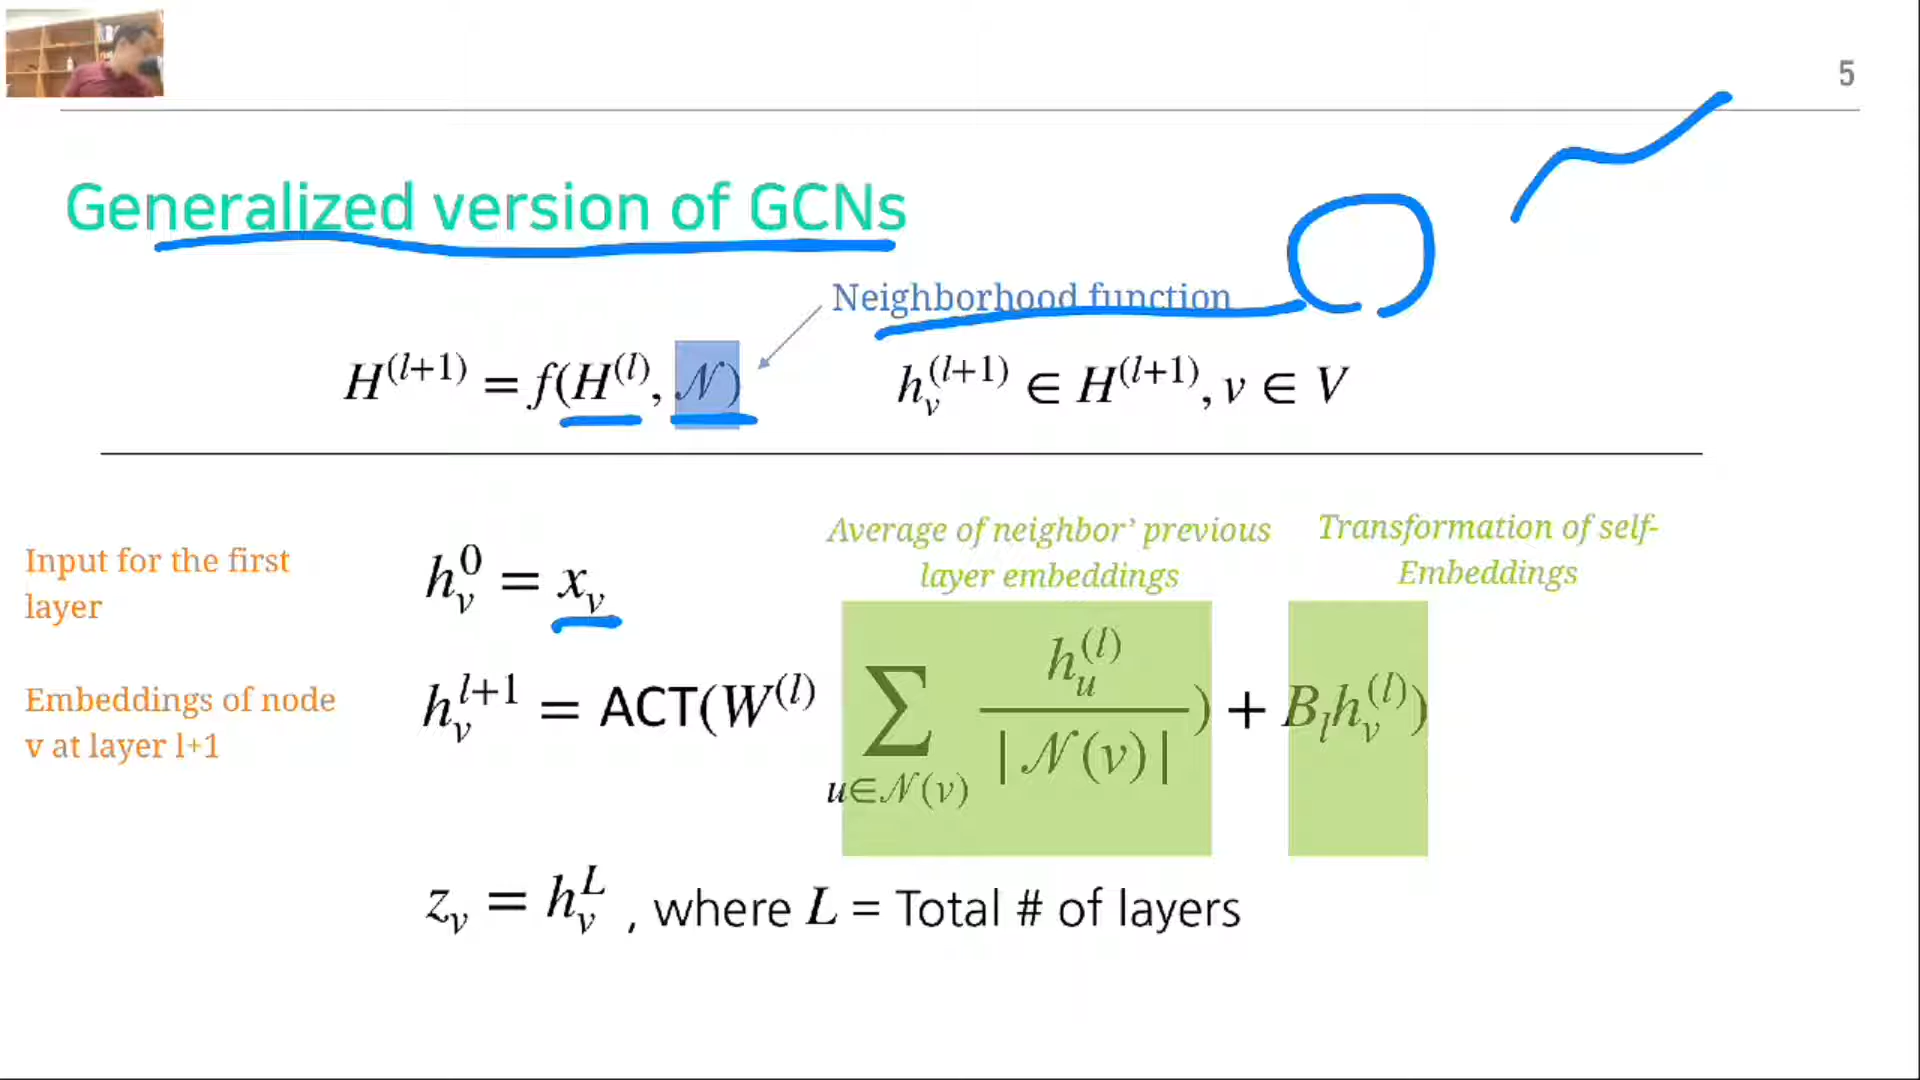 5
Generalized version of GCNs
Neighborhood function
H^{(l+1)} = f(H^{(l)}, 𝒩)
h_v^{(l+1)} ∈ H^{(l+1)}, v ∈ V
Average of neighbor’ previous
layer embeddings
Transformation of self-
Embeddings
Input for the first
layer
h_v^0 = x_v
Embeddings of node
v at layer l+1
h_v^{l+1} = ACT(W^{(l)} ∑_{u∈𝒩(v)} h_u^{(l)} / |𝒩(v)|) + B_l h_v^{(l)})
z_v = h_v^L , where L = Total # of layers